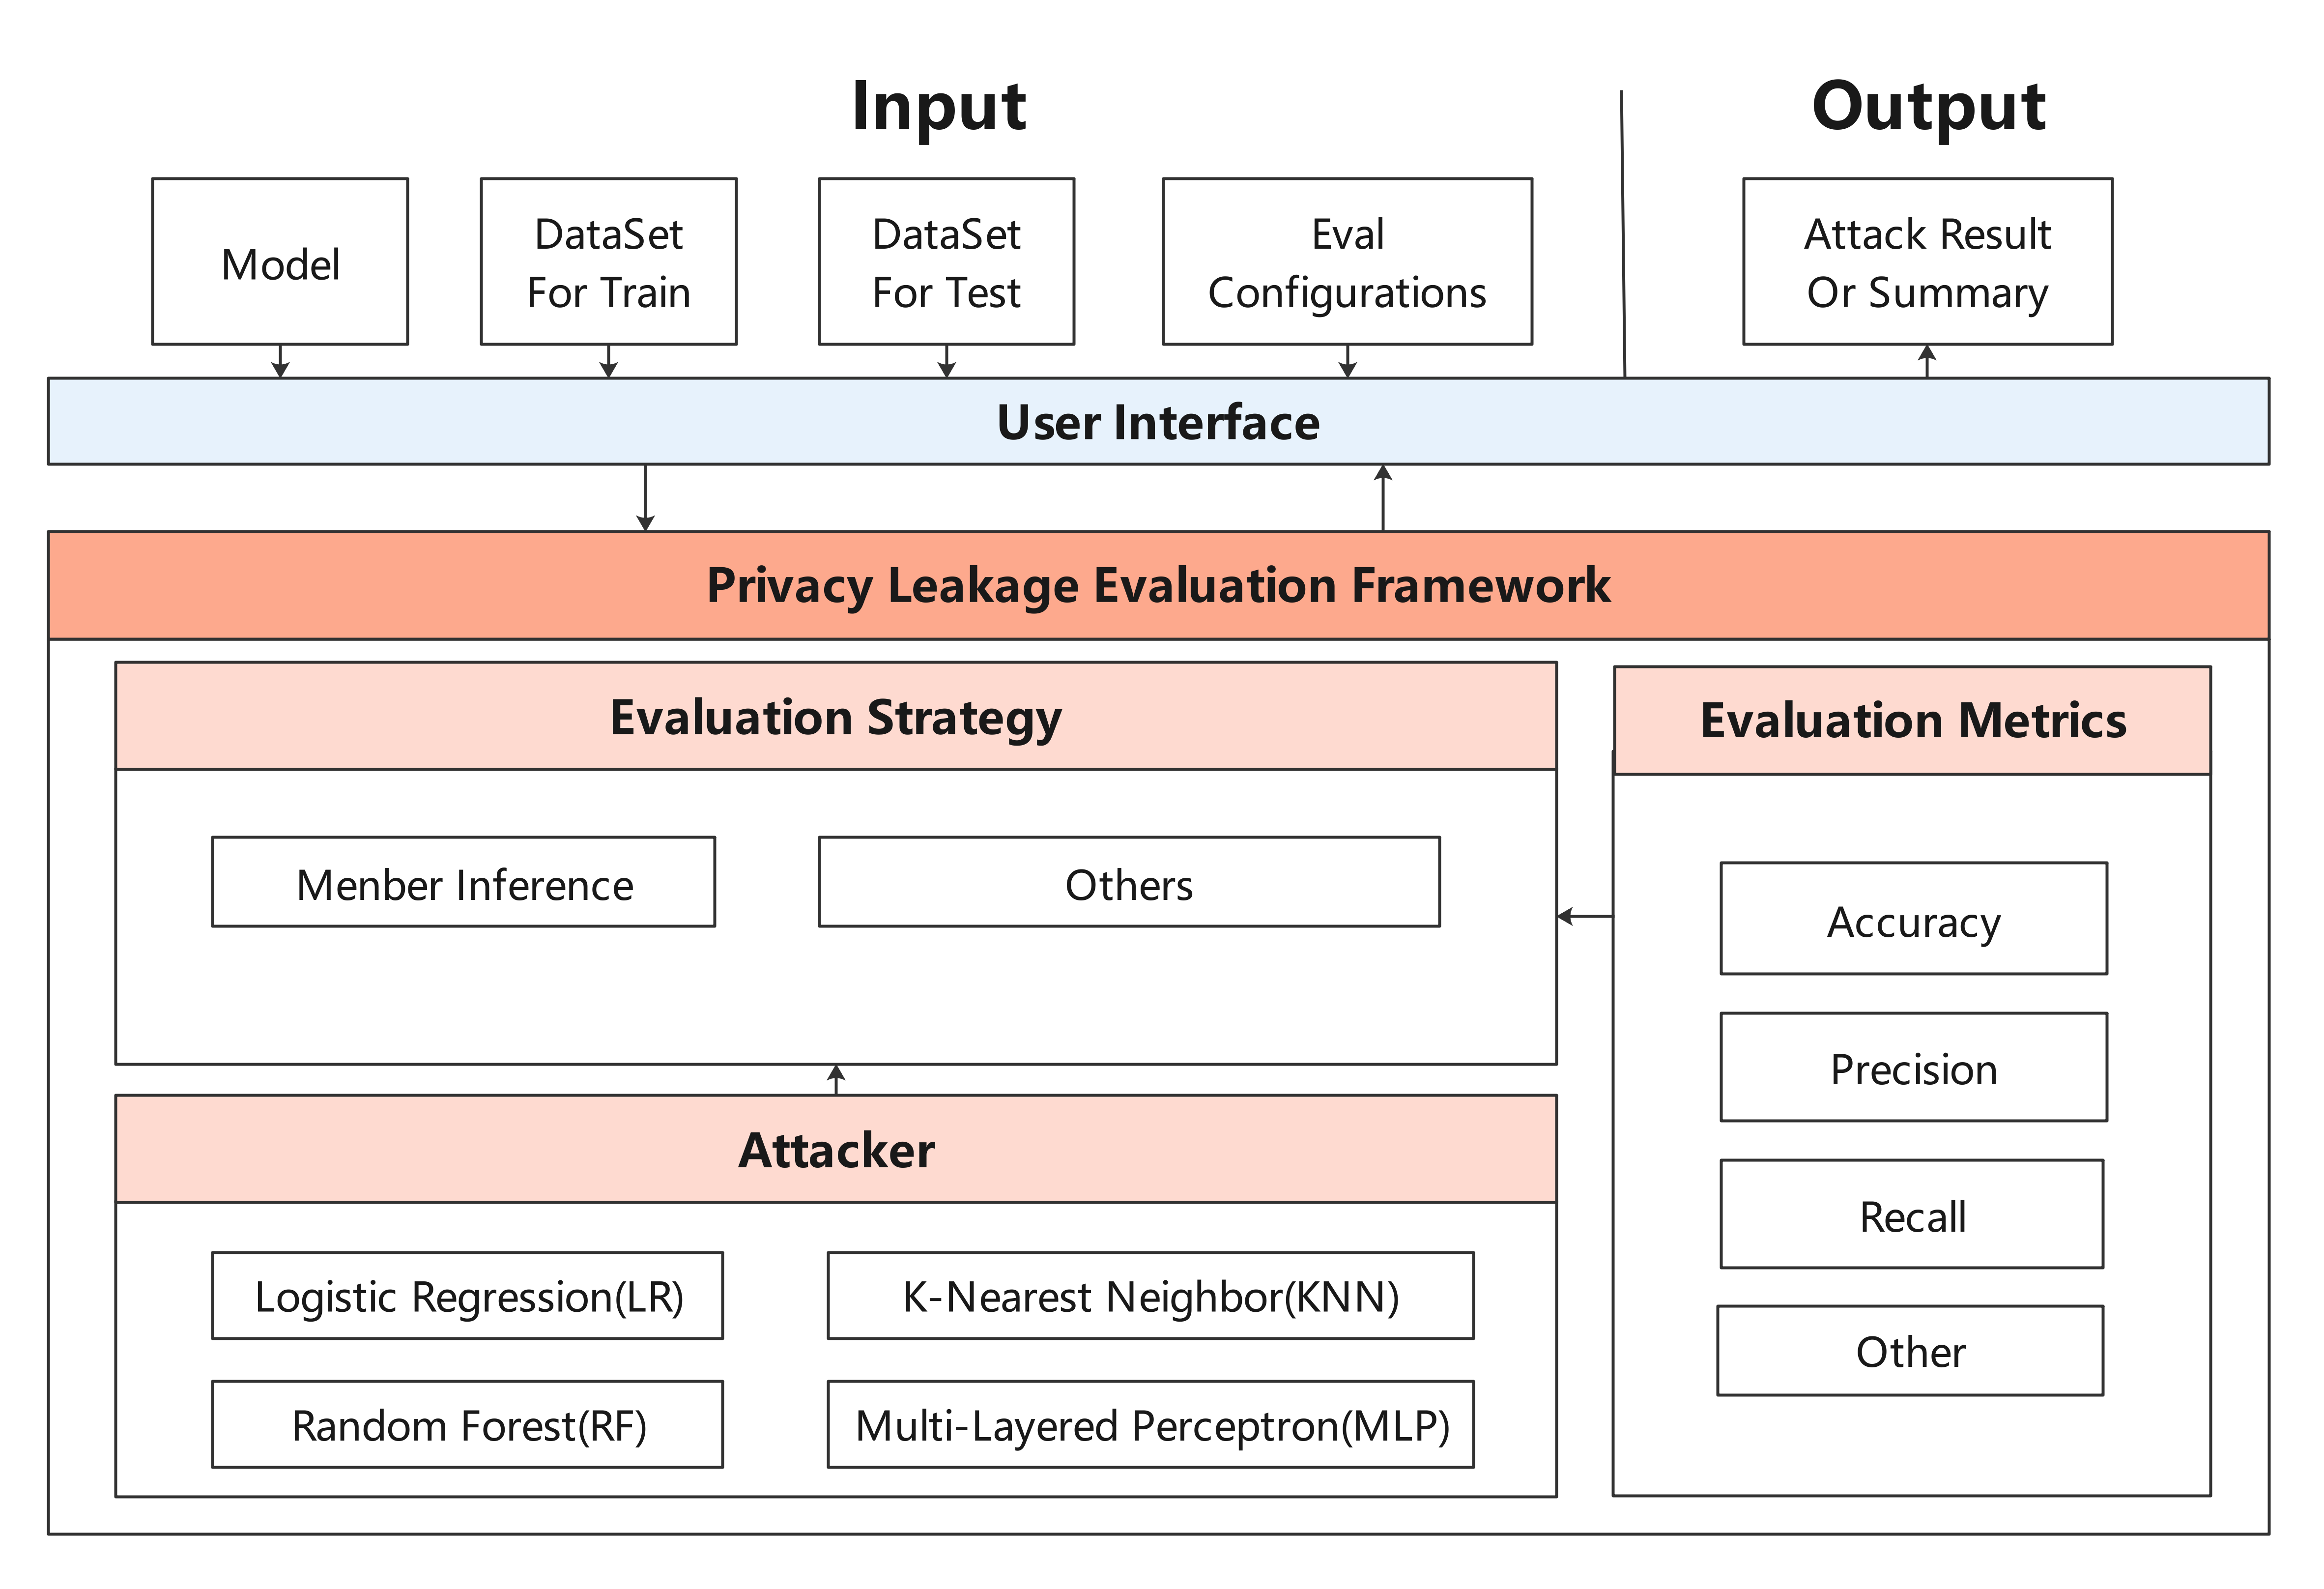 Input
Output
Model
DataSet
For Train
DataSet
For Test
Eval
Configurations
Attack Result
Or Summary
User Interface
Privacy Leakage Evaluation Framework
Evaluation Strategy
Menber Inference
Others
Attacker
Logistic Regression(LR)
K-Nearest Neighbor(KNN)
Random Forest(RF)
Multi-Layered Perceptron(MLP)
Evaluation Metrics
Accuracy
Precision
Recall
Other